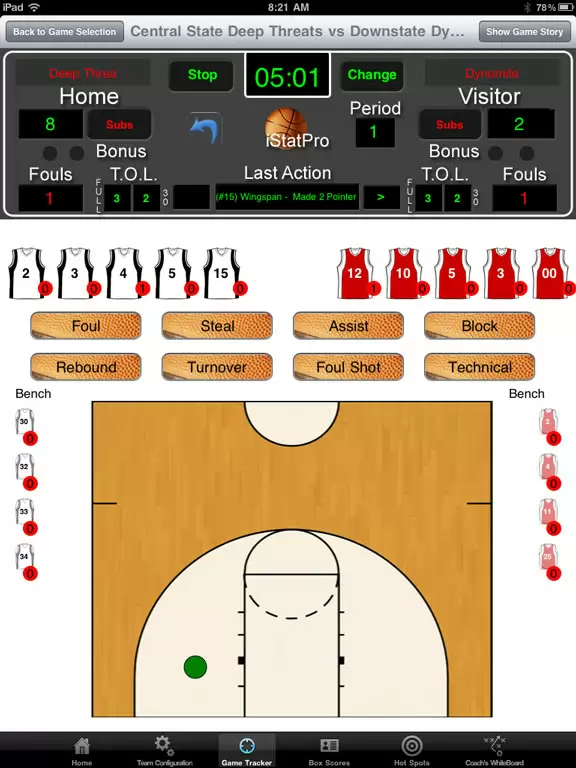 iPad 8:21 AM 78%
Back to Game Selection Central State Deep Threats vs Downstate Dy... Show Game Story
Deep Threa Stop 05:01 Change Dynomite
Home Visitor
Period
8 Subs iStatPro 1 Subs 2
Bonus Bonus
Fouls T.O.L. Last Action T.O.L. Fouls
1 FULL 3 2 30 (#15) Wingspan - Made 2 Pointer > FULL 3 2 30 1
2 3 4 5 15 12 10 5 3 00
0 0 1 0 0 1 0 0 0 0
Foul Steal Assist Block
Rebound Turnover Foul Shot Technical
Bench Bench
30 2
0 0
32 4
0 0
33 11
0 0
34 25
0 0
Home Team Configuration Game Tracker Box Scores Hot Spots Coach's WhiteBoard